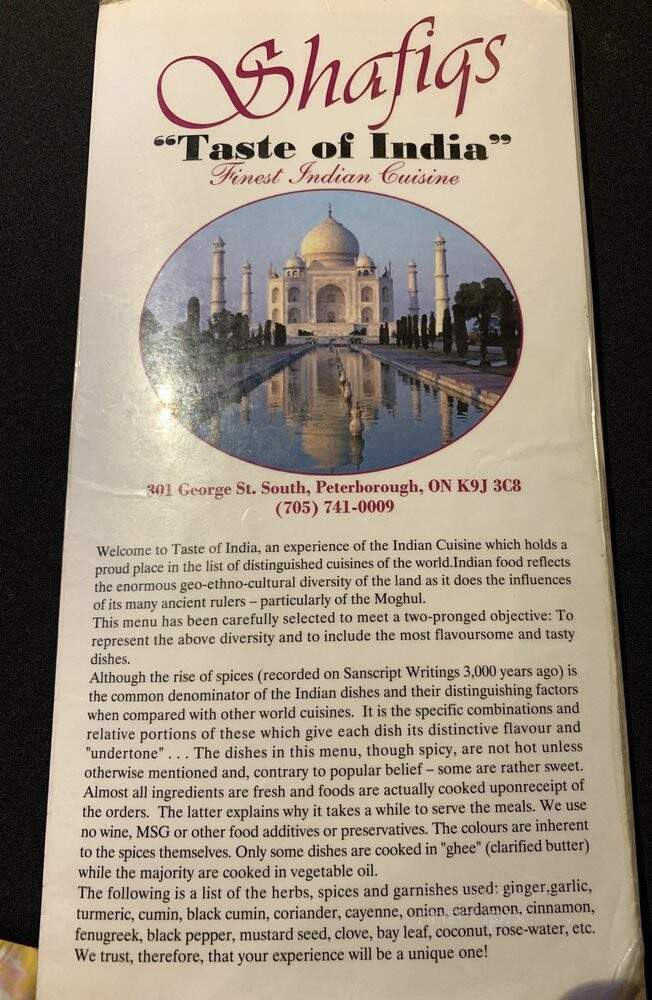 Shafiqs
“Taste of India”
Finest Indian Cuisine
301 George St. South, Peterborough, ON K9J 3C8
(705) 741-0009
Welcome to Taste of India, an experience of the Indian Cuisine which holds a
proud place in the list of distinguished cuisines of the world.Indian food reflects
the enormous geo-ethno-cultural diversity of the land as it does the influences
of its many ancient rulers – particularly of the Moghul.
This menu has been carefully selected to meet a two-pronged objective: To
represent the above diversity and to include the most flavoursome and tasty
dishes.
Although the rise of spices (recorded on Sanscript Writings 3,000 years ago) is
the common denominator of the Indian dishes and their distinguishing factors
when compared with other world cuisines. It is the specific combinations and
relative portions of these which give each dish its distinctive flavour and
"undertone" . . . The dishes in this menu, though spicy, are not hot unless
otherwise mentioned and, contrary to popular belief – some are rather sweet.
Almost all ingredients are fresh and foods are actually cooked uponreceipt of
the orders. The latter explains why it takes a while to serve the meals. We use
no wine, MSG or other food additives or preservatives. The colours are inherent
to the spices themselves. Only some dishes are cooked in "ghee" (clarified butter)
while the majority are cooked in vegetable oil.
The following is a list of the herbs, spices and garnishes used: ginger,garlic,
turmeric, cumin, black cumin, coriander, cayenne, onion, cardamon, cinnamon,
fenugreek, black pepper, mustard seed, clove, bay leaf, coconut, rose-water, etc.
We trust, therefore, that your experience will be a unique one!